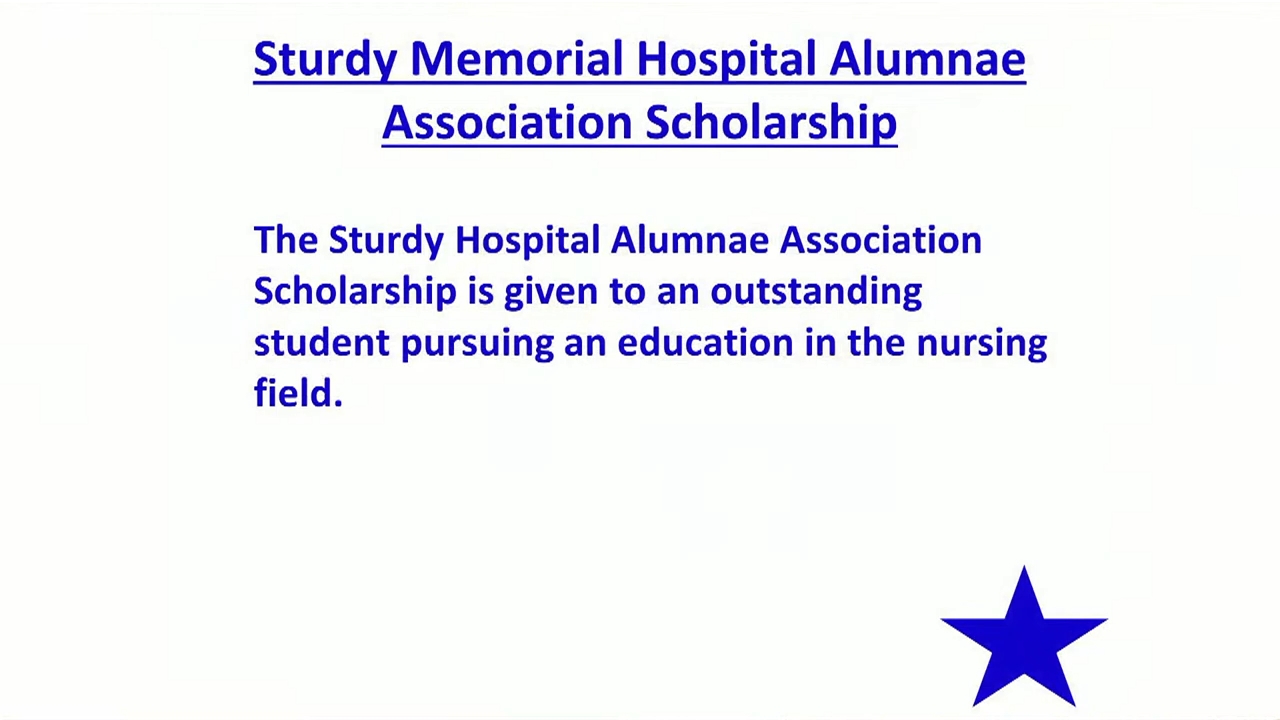 Sturdy Memorial Hospital Alumnae
Association Scholarship
The Sturdy Hospital Alumnae Association
Scholarship is given to an outstanding
student pursuing an education in the nursing
field.